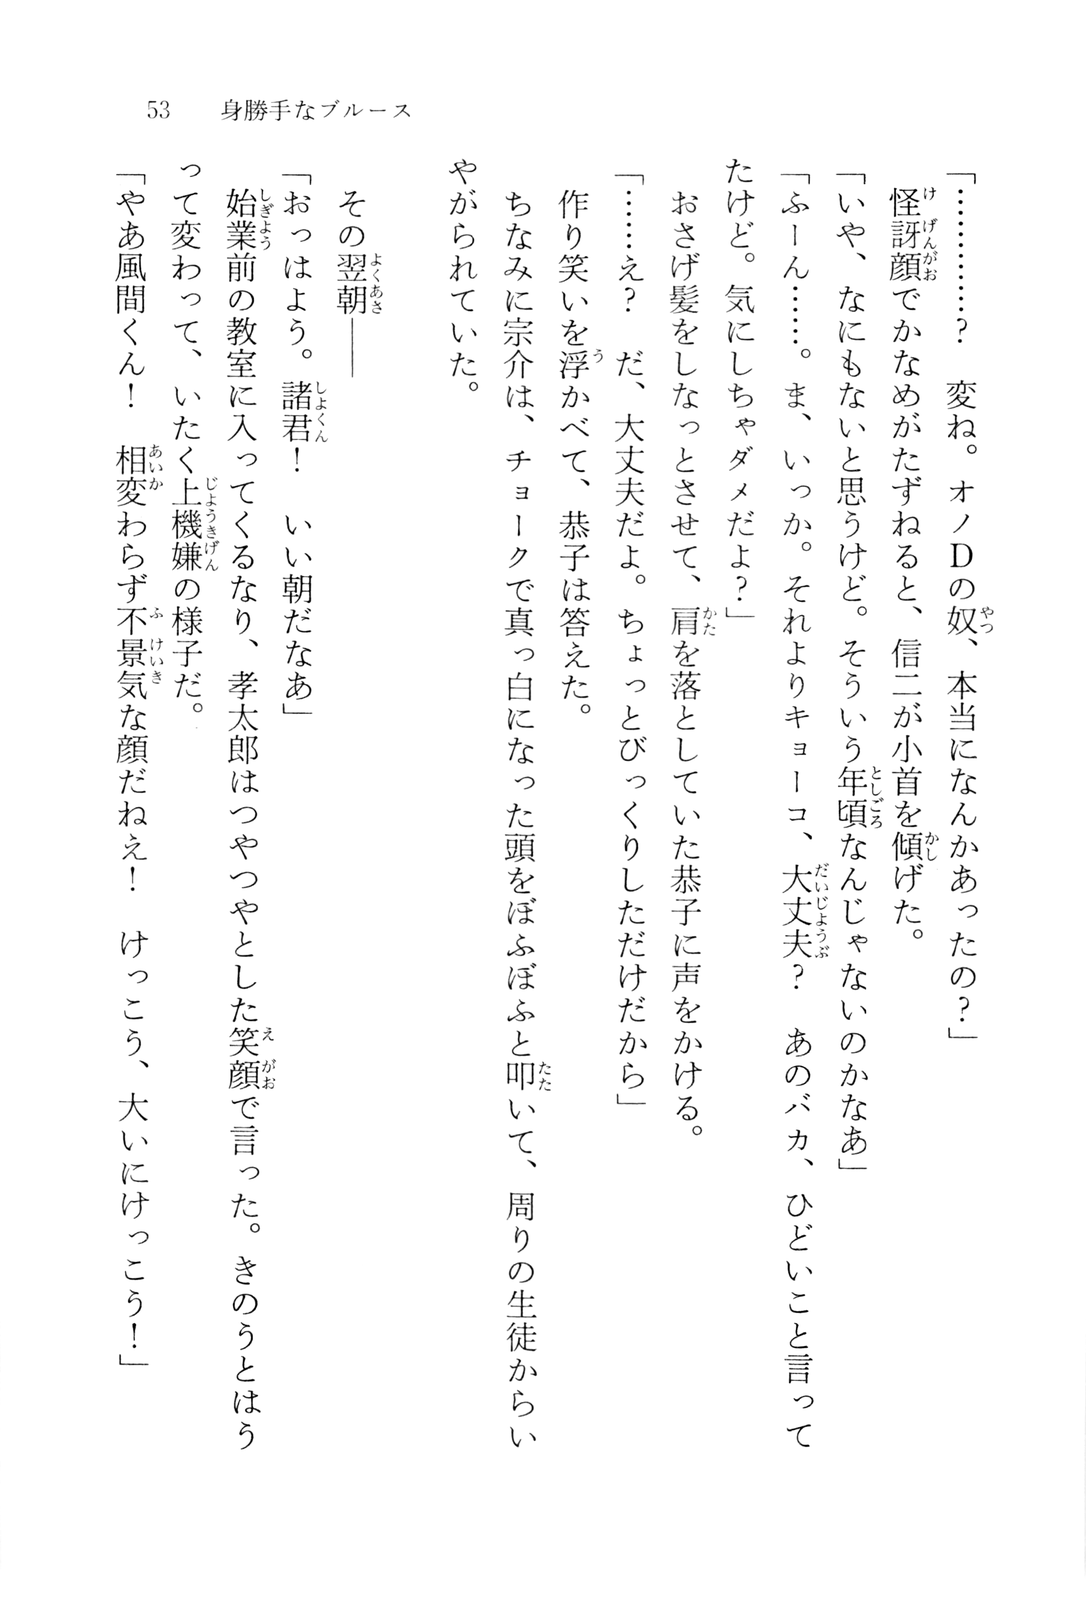 53　身勝手なブルース
「…………？　変ね。オノDの奴、本当になんかあったの？」
怪訝顔でかなめがたずねると、信二が小首を傾げた。
「いや、なにもないと思うけど。そういう年頃なんじゃないのかなあ」
「ふーん……。ま、いっか。それよりキョーコ、大丈夫？　あのバカ、ひどいこと言って
たけど。気にしちゃダメだよ？」
おさげ髪をしなっとさせて、肩を落としていた恭子に声をかける。
「……え？　だ、大丈夫だよ。ちょっとびっくりしただけだから」
作り笑いを浮かべて、恭子は答えた。
ちなみに宗介は、チョークで真っ白になった頭をぼふぼふと叩いて、周りの生徒からい
やがられていた。
その翌朝――
「おっはよう。諸君！　いい朝だなあ」
始業前の教室に入ってくるなり、孝太郎はつやつやとした笑顔で言った。きのうとはう
って変わって、いたく上機嫌の様子だ。
「やあ風間くん！　相変わらず不景気な顔だねえ！　けっこう、大いにけっこう！」